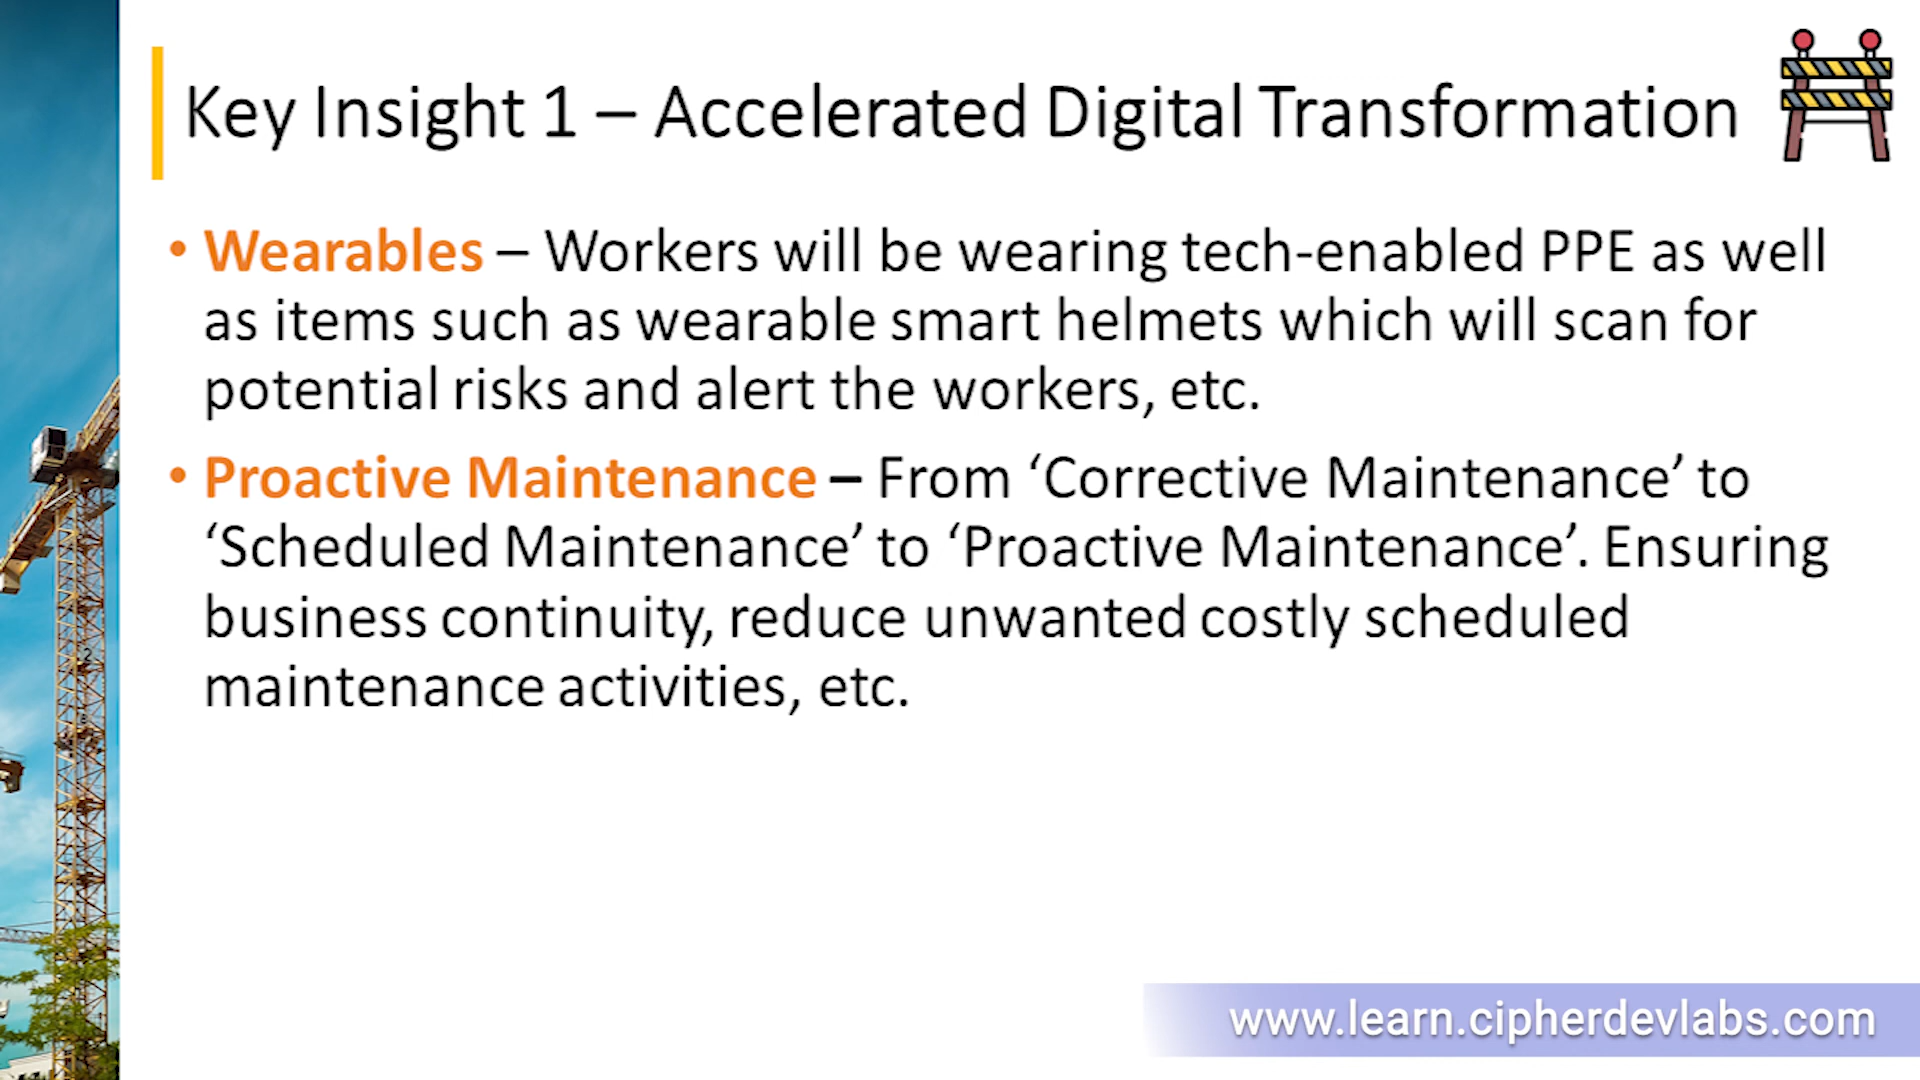 Key Insight 1 – Accelerated Digital Transformation
• Wearables – Workers will be wearing tech-enabled PPE as well
as items such as wearable smart helmets which will scan for
potential risks and alert the workers, etc.
• Proactive Maintenance – From ‘Corrective Maintenance’ to
‘Scheduled Maintenance’ to ‘Proactive Maintenance’. Ensuring
business continuity, reduce unwanted costly scheduled
maintenance activities, etc.
www.learn.cipherdevlabs.com